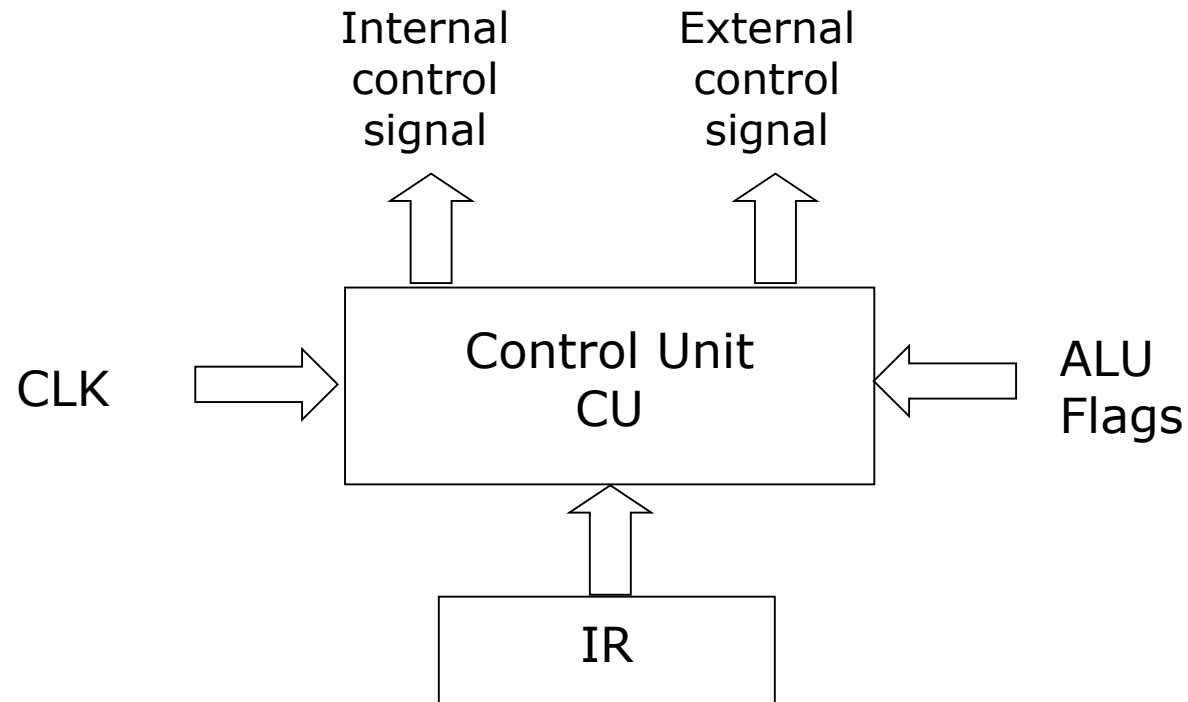 Internal
control
signal
External
control
signal
CLK
Control Unit
CU
ALU
Flags
IR